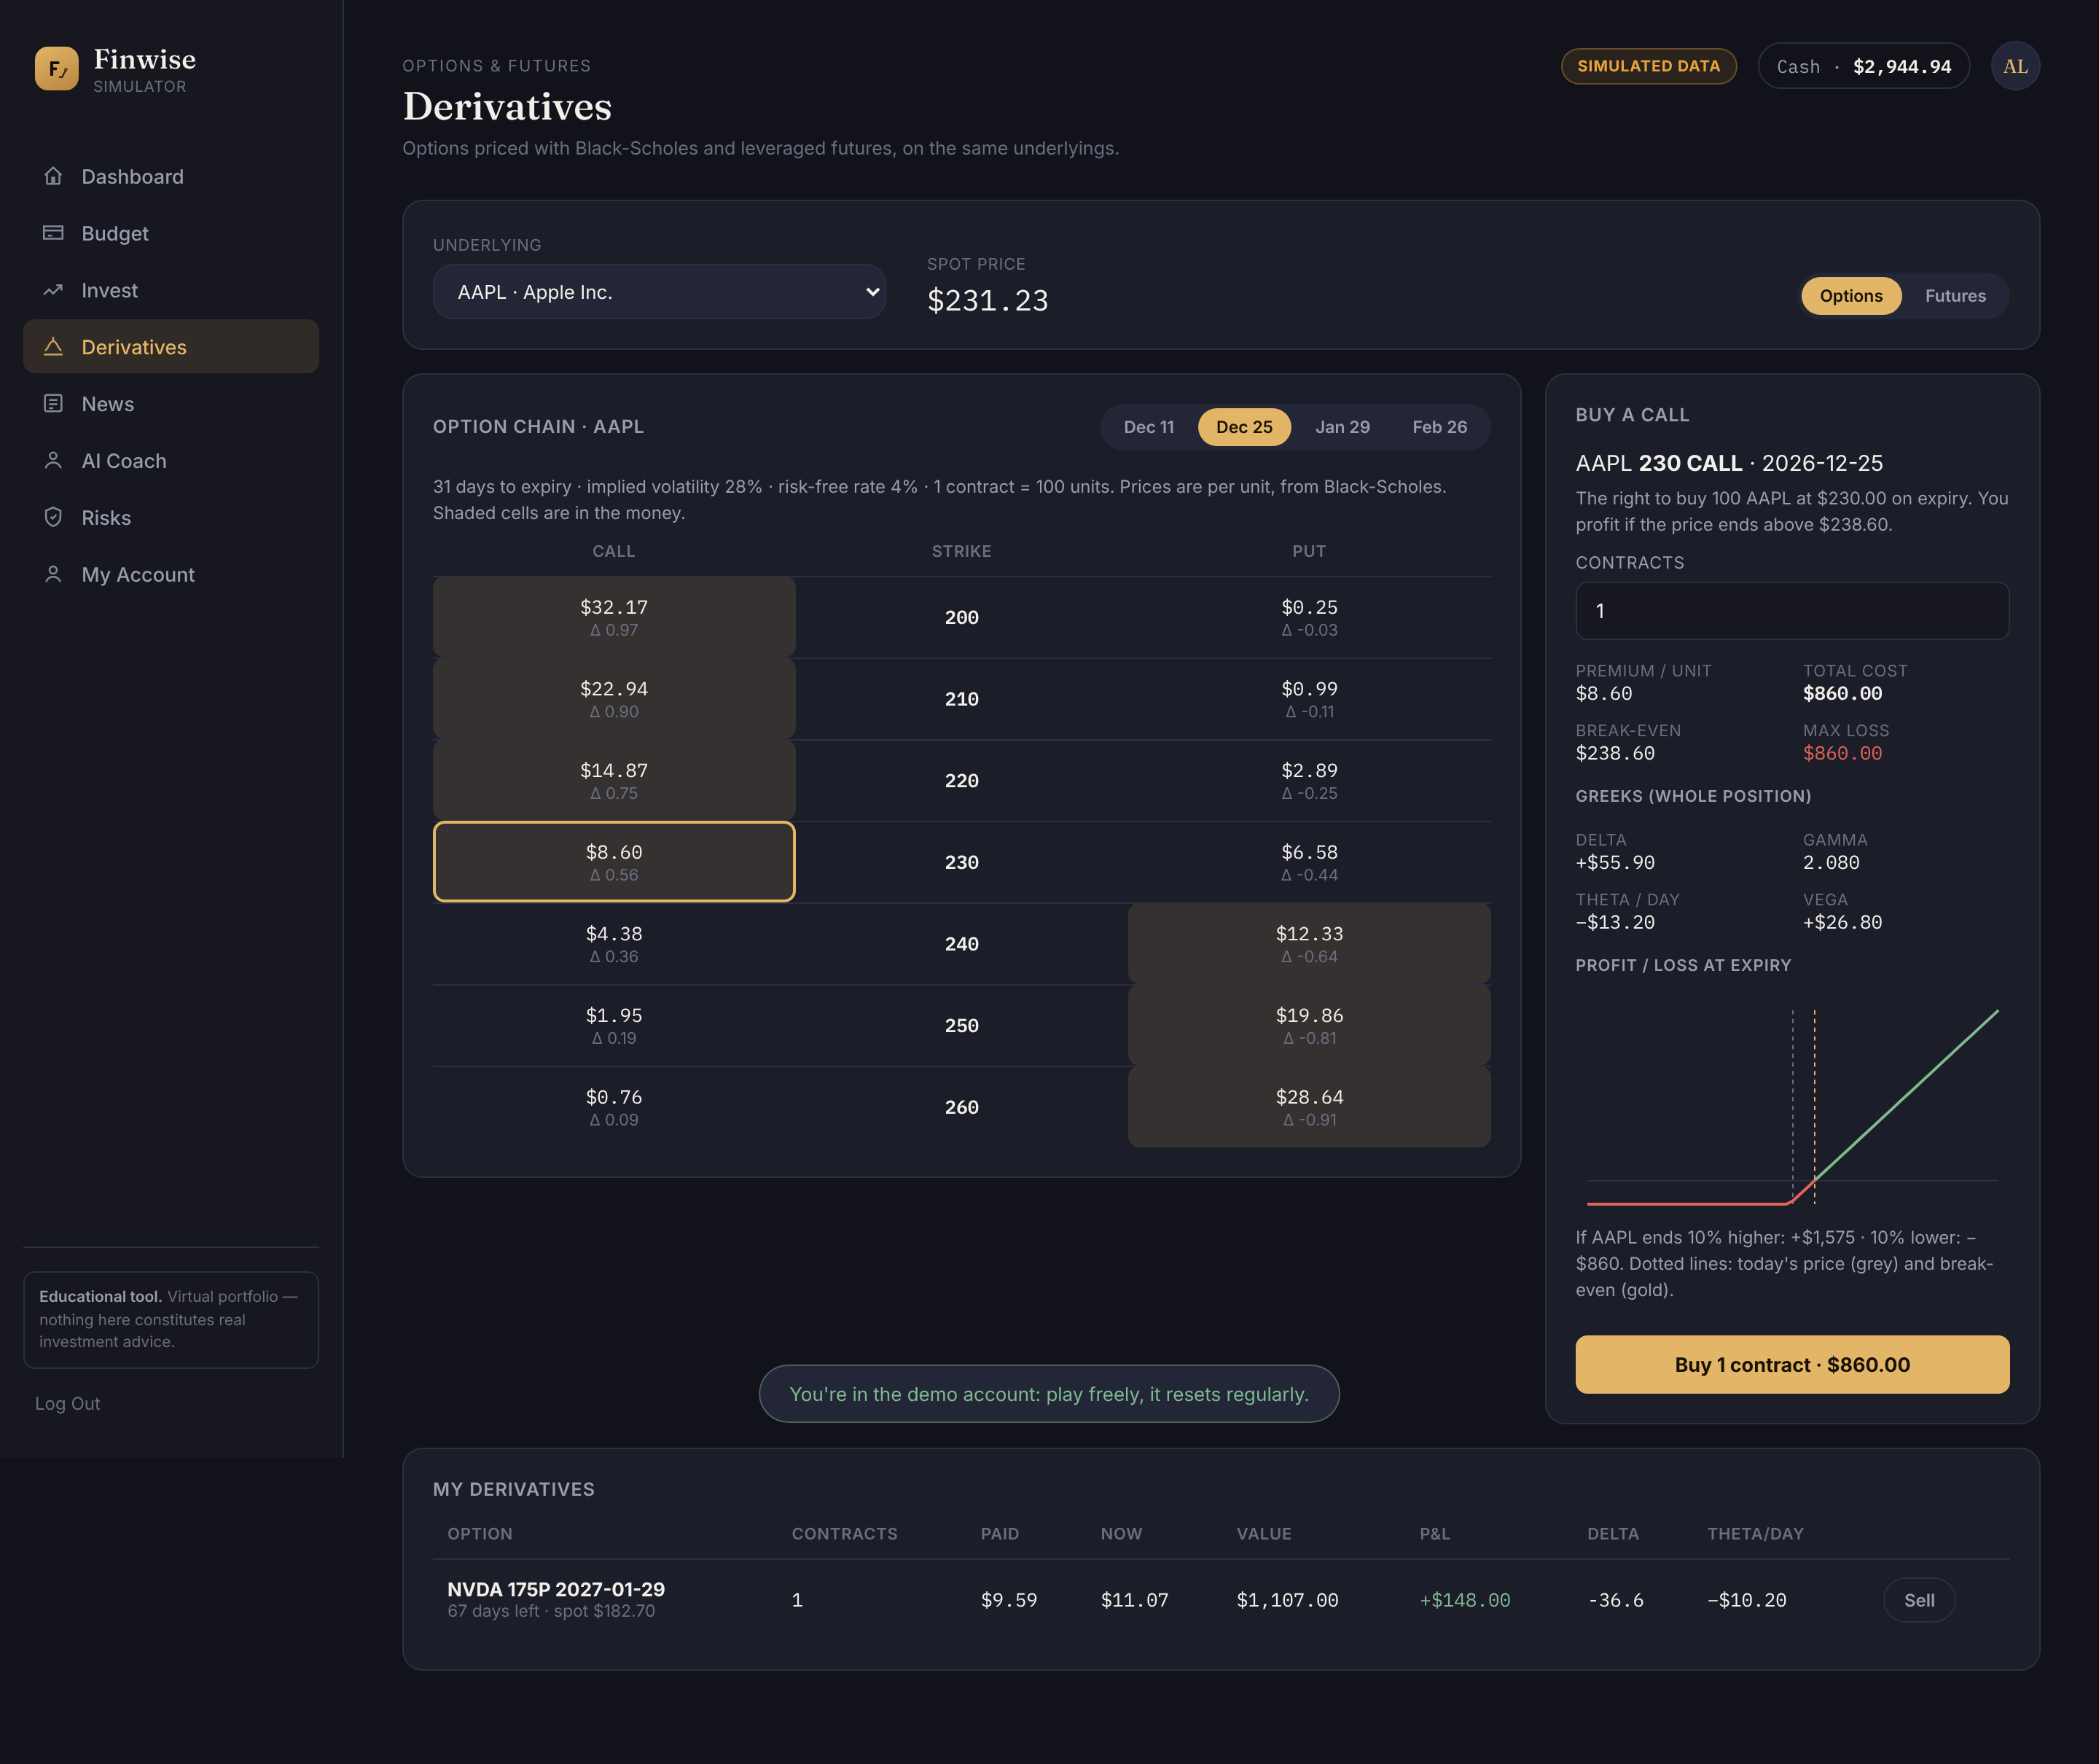 Finwise
SIMULATOR
Dashboard
Budget
Invest
Derivatives
News
AI Coach
Risks
My Account
Educational tool. Virtual portfolio —
nothing here constitutes real
investment advice.
Log Out
OPTIONS & FUTURES
Derivatives
Options priced with Black-Scholes and leveraged futures, on the same underlyings.
SIMULATED DATA
Cash · $2,944.94
AL
UNDERLYING
AAPL · Apple Inc.
SPOT PRICE
$231.23
Options Futures
OPTION CHAIN · AAPL
Dec 11 Dec 25 Jan 29 Feb 26
31 days to expiry · implied volatility 28% · risk-free rate 4% · 1 contract = 100 units. Prices are per unit, from Black-Scholes.
Shaded cells are in the money.
CALL STRIKE PUT
$32.17 200 $0.25
Δ 0.97 Δ -0.03
$22.94 210 $0.99
Δ 0.90 Δ -0.11
$14.87 220 $2.89
Δ 0.75 Δ -0.25
$8.60 230 $6.58
Δ 0.56 Δ -0.44
$4.38 240 $12.33
Δ 0.36 Δ -0.64
$1.95 250 $19.86
Δ 0.19 Δ -0.81
$0.76 260 $28.64
Δ 0.09 Δ -0.91
BUY A CALL
AAPL 230 CALL · 2026-12-25
The right to buy 100 AAPL at $230.00 on expiry. You
profit if the price ends above $238.60.
CONTRACTS
1
PREMIUM / UNIT TOTAL COST
$8.60 $860.00
BREAK-EVEN MAX LOSS
$238.60 $860.00
GREEKS (WHOLE POSITION)
DELTA GAMMA
+$55.90 2.080
THETA / DAY VEGA
−$13.20 +$26.80
PROFIT / LOSS AT EXPIRY
If AAPL ends 10% higher: +$1,575 · 10% lower: −
$860. Dotted lines: today's price (grey) and break-
even (gold).
Buy 1 contract · $860.00
You're in the demo account: play freely, it resets regularly.
MY DERIVATIVES
OPTION CONTRACTS PAID NOW VALUE P&L DELTA THETA/DAY
NVDA 175P 2027-01-29 1 $9.59 $11.07 $1,107.00 +$148.00 -36.6 −$10.20 Sell
67 days left · spot $182.70